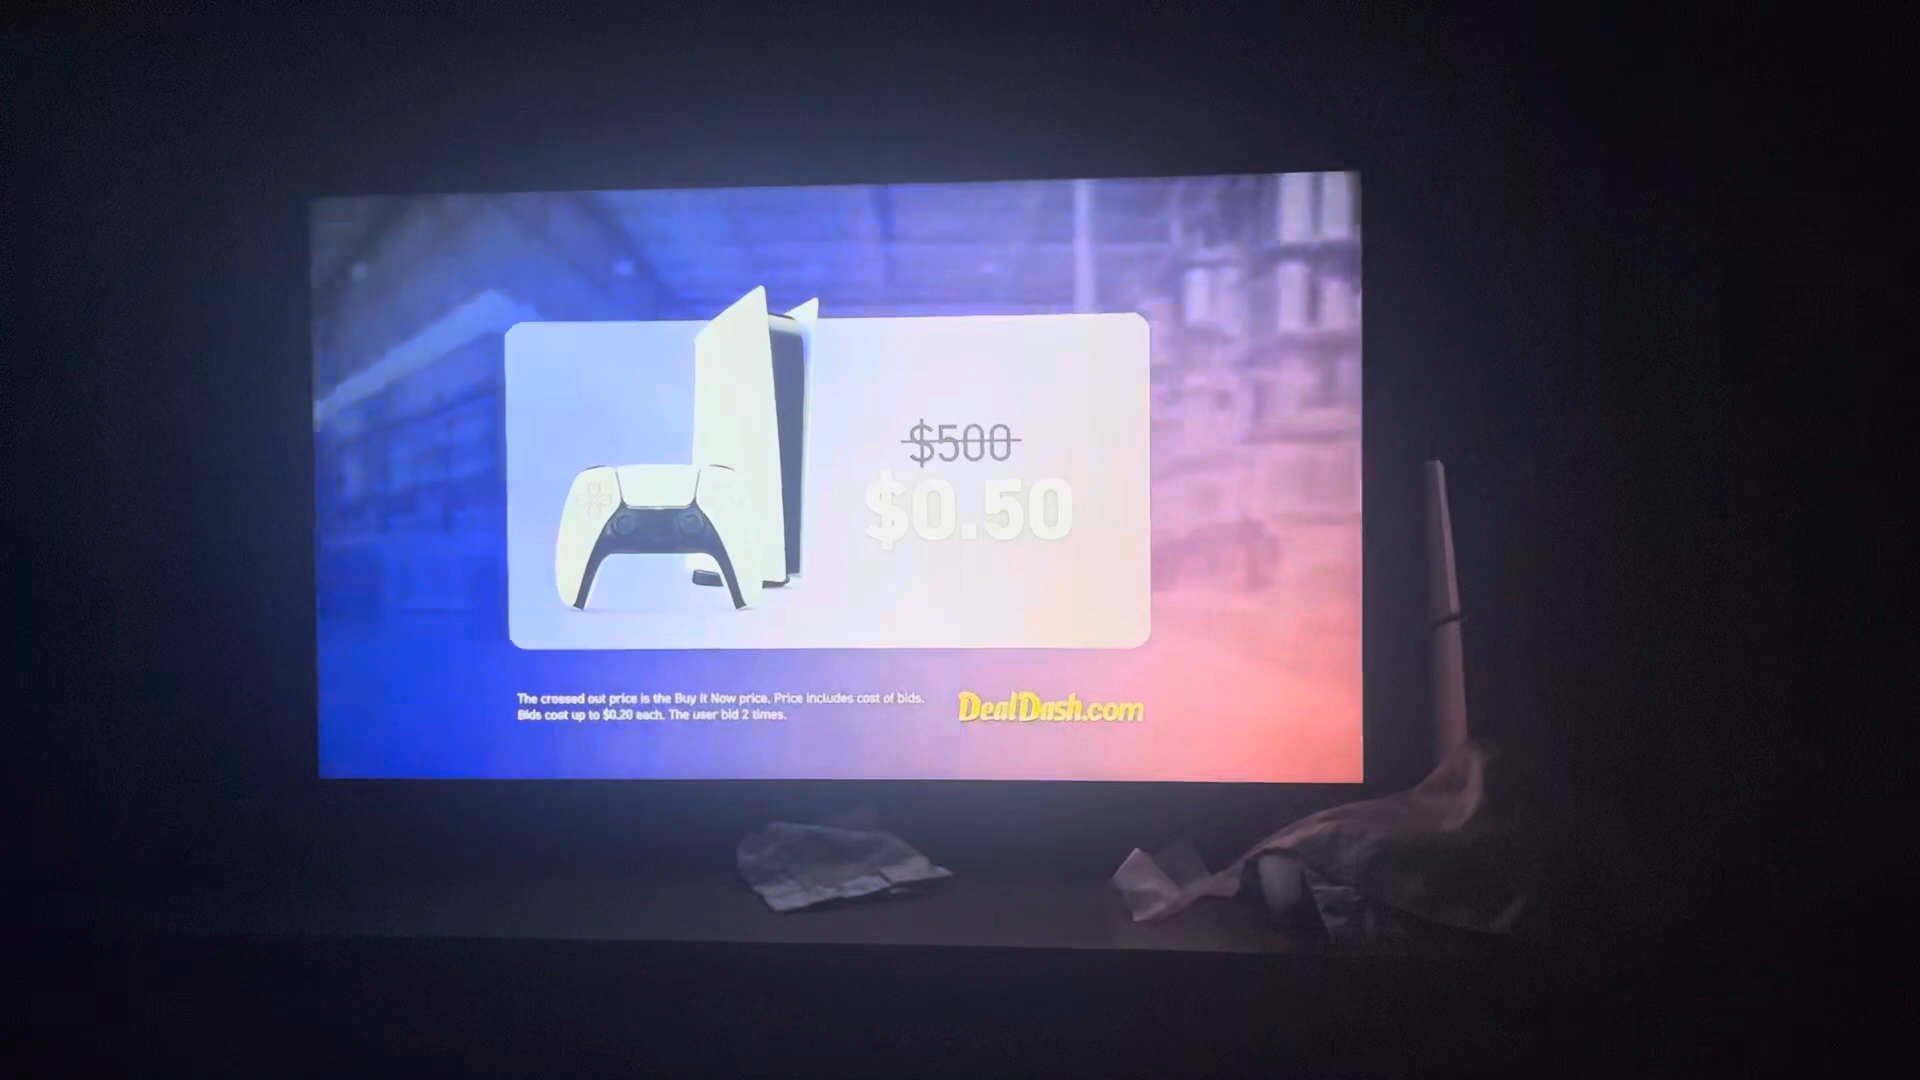 $500
$0.50
The crossed out price is the Buy It Now price. Price includes cost of bids.
Bids cost up to $0.20 each. The user bid 2 times.
DealDash.com